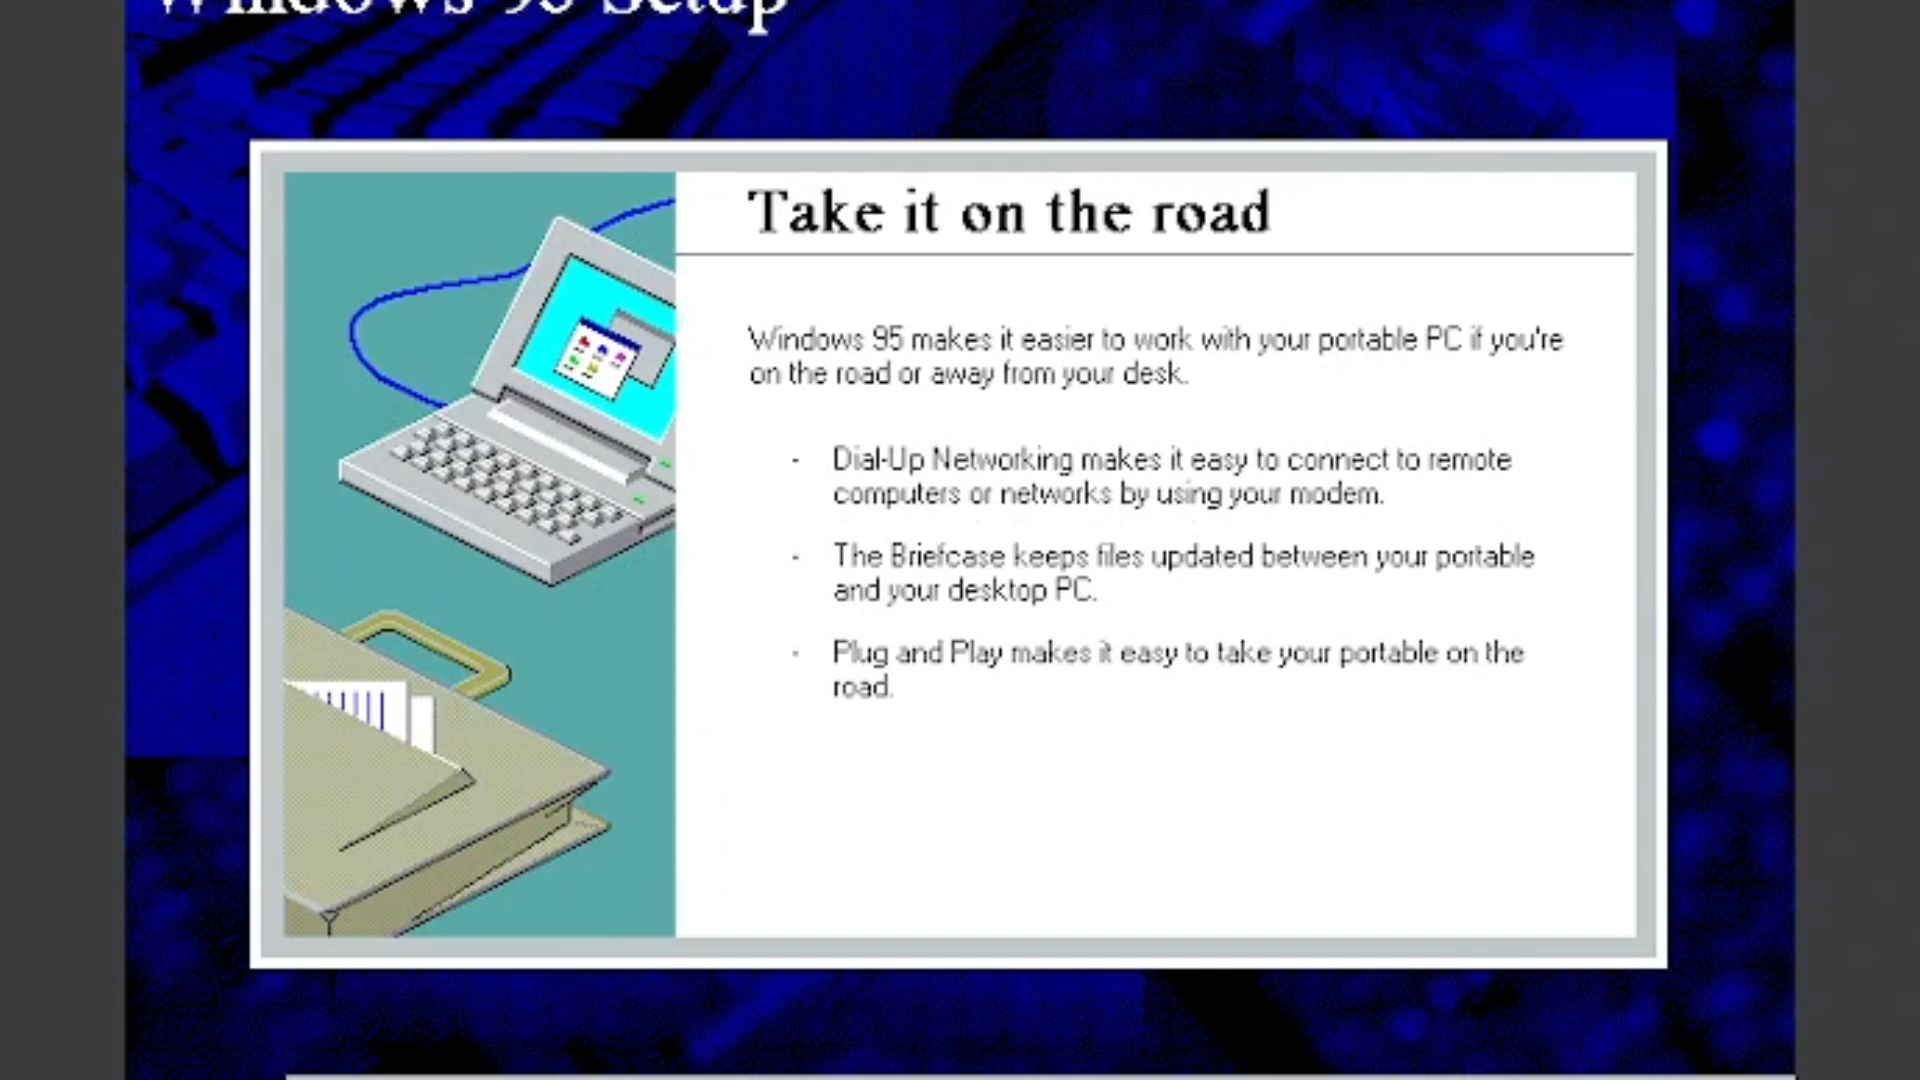 Windows 95 Setup
Take it on the road
Windows 95 makes it easier to work with your portable PC if you're
on the road or away from your desk.
- Dial-Up Networking makes it easy to connect to remote
computers or networks by using your modem.
- The Briefcase keeps files updated between your portable
and your desktop PC.
- Plug and Play makes it easy to take your portable on the
road.